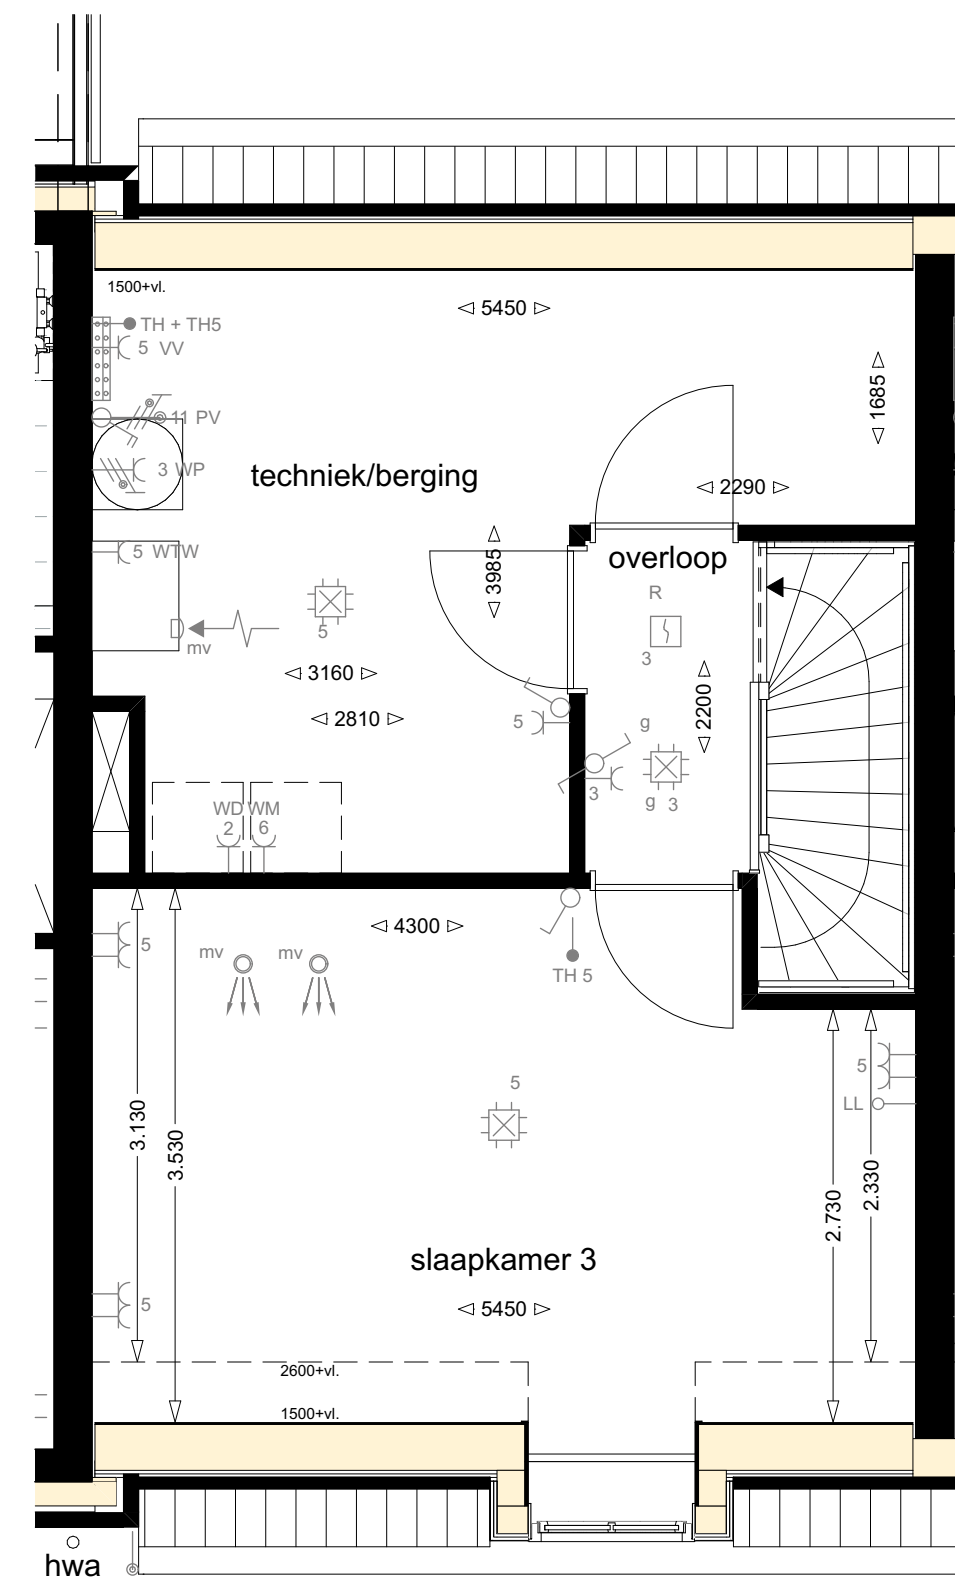 1500+vl.
5450
TH + TH5
5 VV
1685
11 PV
3 WP
techniek/berging
2290
5 WTW
3985
overloop
R
5
3
mv
3160
2200
2810
5
g
3
g 3
WD WM
2 6
4300
5
mv mv
TH 5
5
5
LL
3.130
3.530
2.730
2.330
slaapkamer 3
5
5450
2600+vl.
1500+vl.
hwa